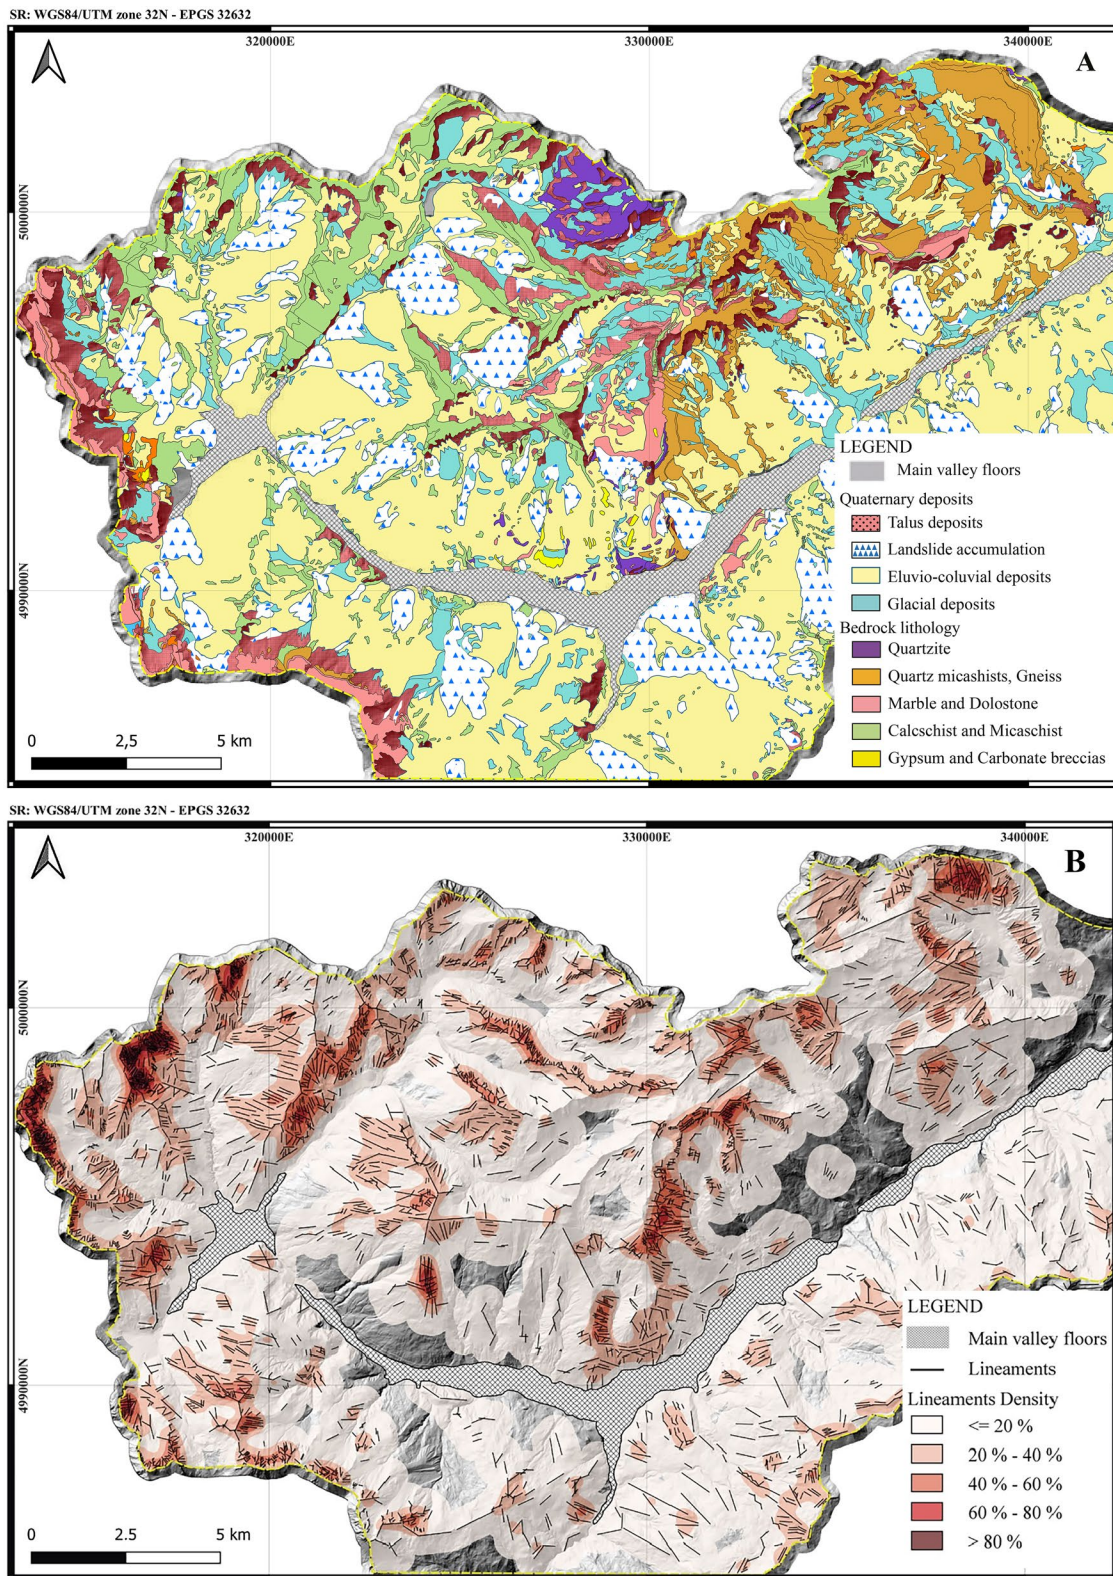 SR: WGS84/UTM zone 32N - EPGS 32632
320000E 330000E 340000E
A
5000000N
4990000N
LEGEND
Main valley floors
Quaternary deposits
Talus deposits
Landslide accumulation
Eluvio-coluvial deposits
Glacial deposits
Bedrock lithology
Quartzite
Quartz micashists, Gneiss
Marble and Dolostone
Calcschist and Micaschist
Gypsum and Carbonate breccias
0 2,5 5 km
SR: WGS84/UTM zone 32N - EPGS 32632
320000E 330000E 340000E
B
5000000N
4990000N
LEGEND
Main valley floors
Lineaments
Lineaments Density
<= 20 %
20 % - 40 %
40 % - 60 %
60 % - 80 %
> 80 %
0 2.5 5 km